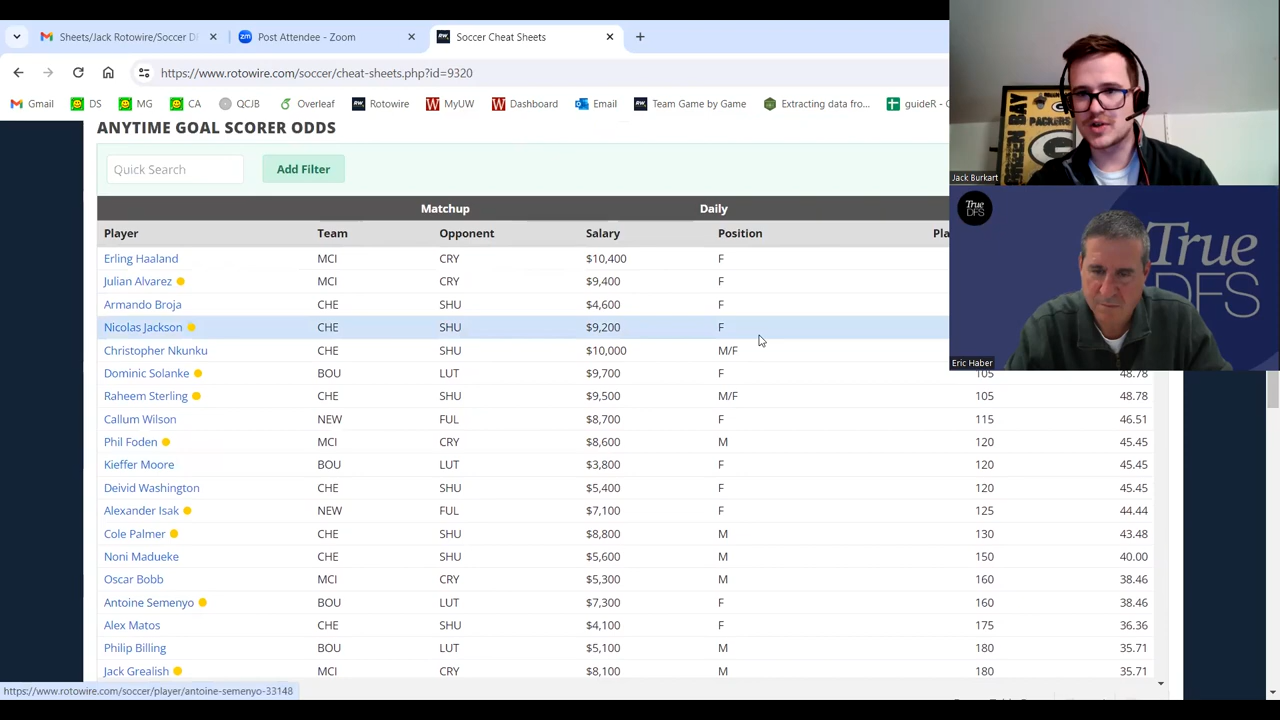 Sheets/Jack Rotowire/Soccer D
Post Attendee - Zoom
Soccer Cheat Sheets
https://www.rotowire.com/soccer/cheat-sheets.php?id=9320
Gmail DS MG CA QCJB Overleaf Rotowire MyUW Dashboard Email Team Game by Game Extracting data fro... guideR - G
ANYTIME GOAL SCORER ODDS
Quick Search Add Filter
Matchup Daily
Player Team Opponent Salary Position Pla
Erling Haaland MCI CRY $10,400 F
Julian Alvarez MCI CRY $9,400 F
Armando Broja CHE SHU $4,600 F
Nicolas Jackson CHE SHU $9,200 F
Christopher Nkunku CHE SHU $10,000 M/F
Dominic Solanke BOU LUT $9,700 F 105 48.78
Raheem Sterling CHE SHU $9,500 M/F 105 48.78
Callum Wilson NEW FUL $8,700 F 115 46.51
Phil Foden MCI CRY $8,600 M 120 45.45
Kieffer Moore BOU LUT $3,800 F 120 45.45
Deivid Washington CHE SHU $5,400 F 120 45.45
Alexander Isak NEW FUL $7,100 F 125 44.44
Cole Palmer CHE SHU $8,800 M 130 43.48
Noni Madueke CHE SHU $5,600 M 150 40.00
Oscar Bobb MCI CRY $5,300 M 160 38.46
Antoine Semenyo BOU LUT $7,300 F 160 38.46
Alex Matos CHE SHU $4,100 F 175 36.36
Philip Billing BOU LUT $5,100 M 180 35.71
Jack Grealish MCI CRY $8,100 M 180 35.71
https://www.rotowire.com/soccer/player/antoine-semenyo-33148
GREEN BAY
PACKERS
G
Jack Burkart
True
DFS
True
DFS
Eric Haber